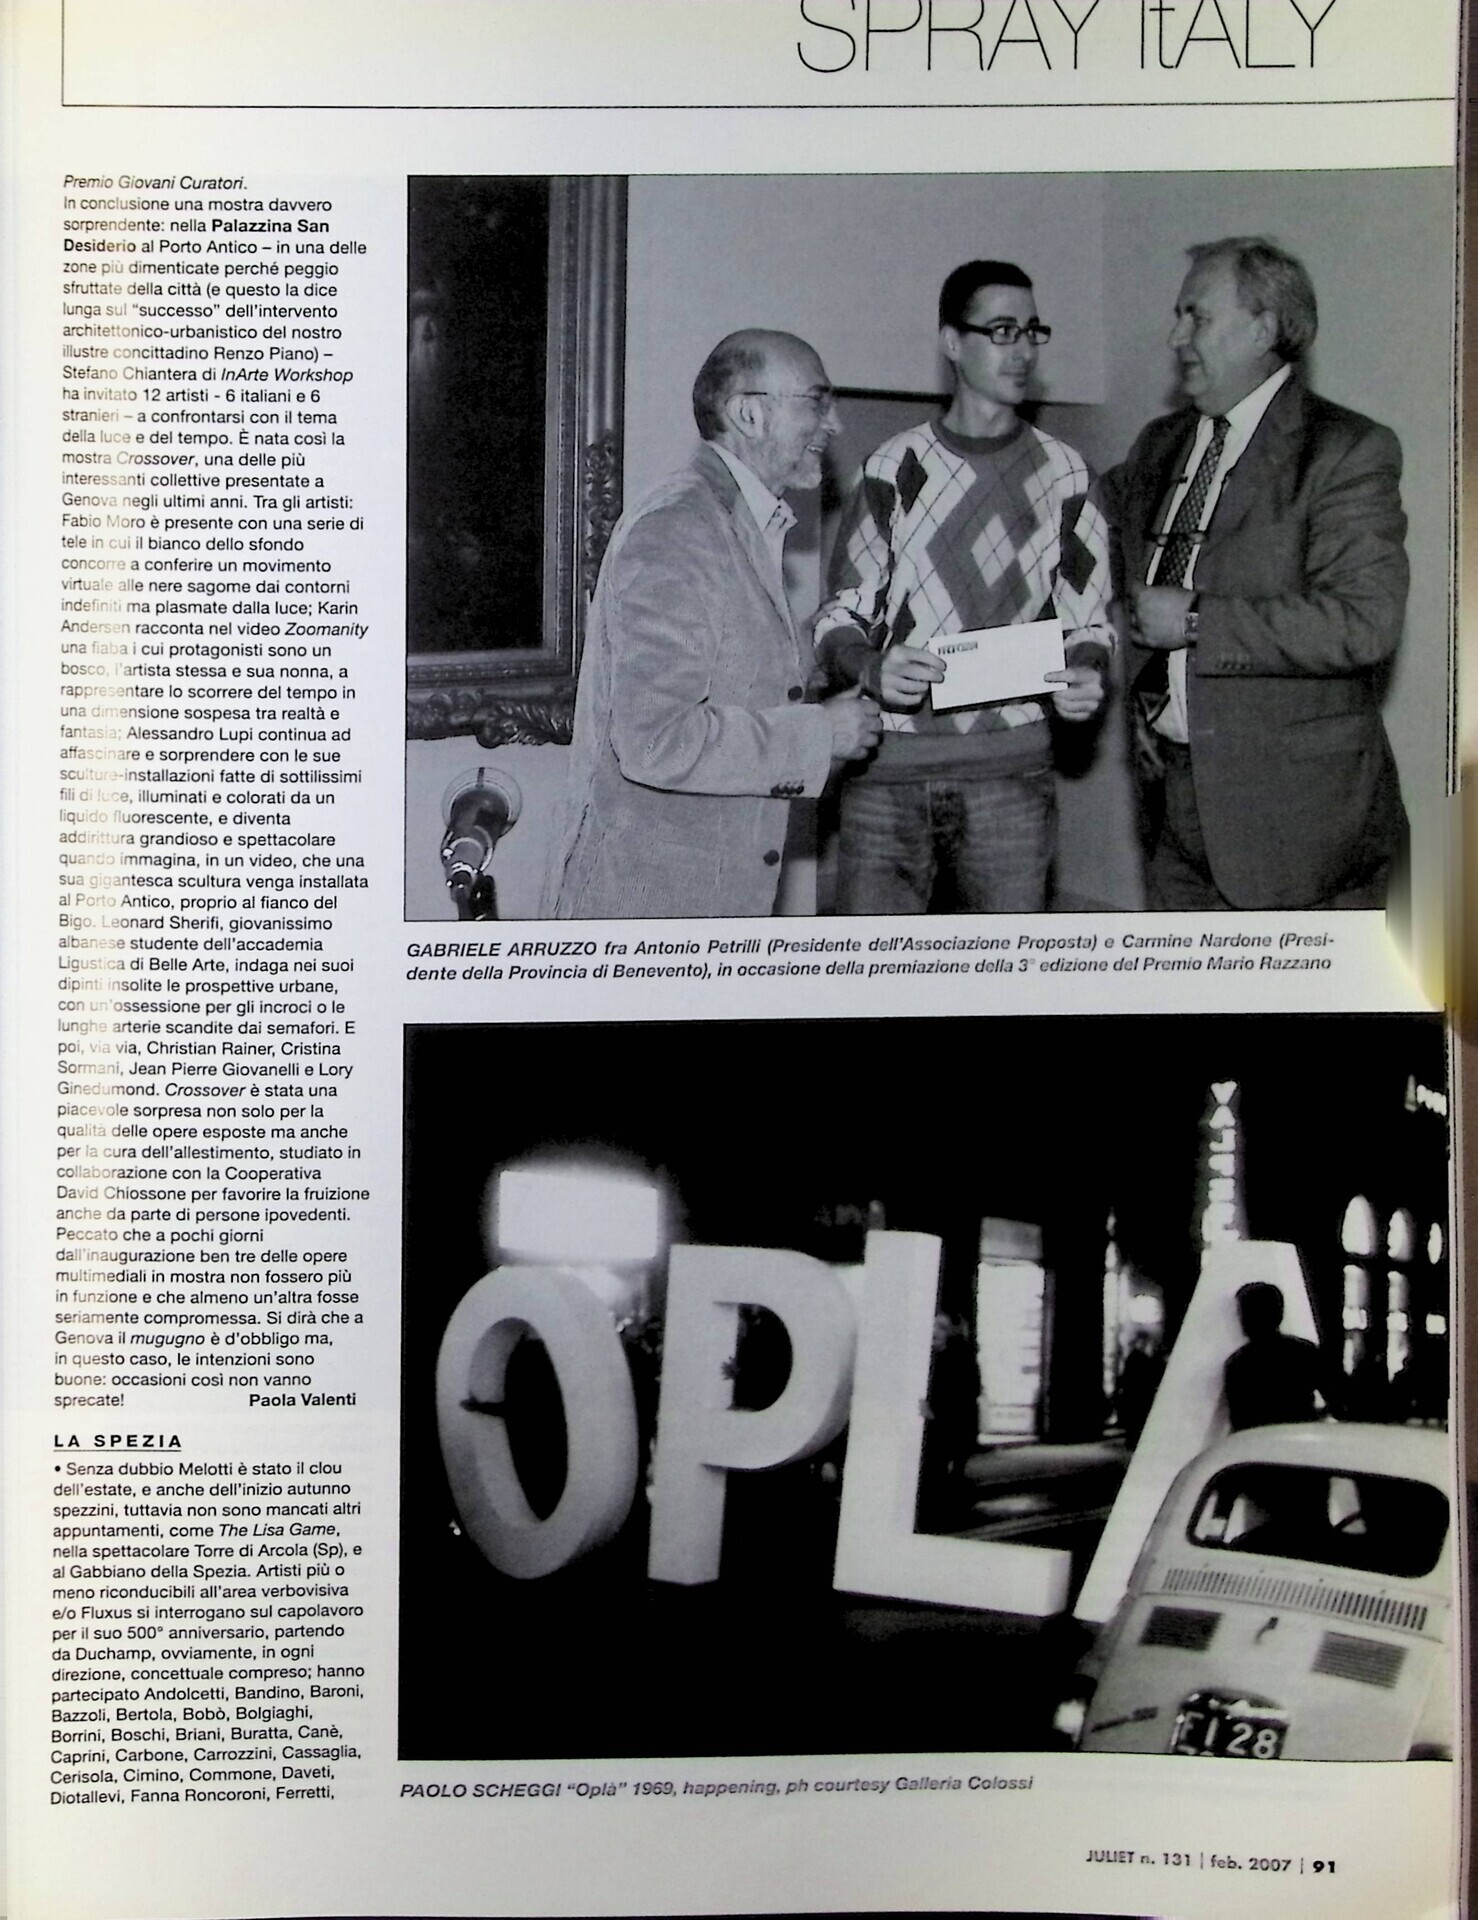 SPRAY ItALY
Premio Giovani Curatori.
In conclusione una mostra davvero
sorprendente: nella Palazzina San
Desiderio al Porto Antico – in una delle
zone più dimenticate perché peggio
sfruttate della città (e questo la dice
lunga sul "successo" dell'intervento
architettonico-urbanistico del nostro
illustre concittadino Renzo Piano) –
Stefano Chiantera di InArte Workshop
ha invitato 12 artisti - 6 italiani e 6
stranieri – a confrontarsi con il tema
della luce e del tempo. È nata così la
mostra Crossover, una delle più
interessanti collettive presentate a
Genova negli ultimi anni. Tra gli artisti:
Fabio Moro è presente con una serie di
tele in cui il bianco dello sfondo
concorre a conferire un movimento
virtuale alle nere sagome dai contorni
indefiniti ma plasmate dalla luce; Karin
Andersen racconta nel video Zoomanity
una fiaba i cui protagonisti sono un
bosco, l'artista stessa e sua nonna, a
rappresentare lo scorrere del tempo in
una dimensione sospesa tra realtà e
fantasia; Alessandro Lupi continua ad
affascinare e sorprendere con le sue
sculture-installazioni fatte di sottilissimi
fili di luce, illuminati e colorati da un
liquido fluorescente, e diventa
addirittura grandioso e spettacolare
quando immagina, in un video, che una
sua gigantesca scultura venga installata
al Porto Antico, proprio al fianco del
Bigo. Leonard Sherifi, giovanissimo
albanese studente dell'accademia
Ligustica di Belle Arte, indaga nei suoi
dipinti insolite le prospettive urbane,
con un'ossessione per gli incroci o le
lunghe arterie scandite dai semafori. E
poi, via via, Christian Rainer, Cristina
Sormani, Jean Pierre Giovanelli e Lory
Ginedumond. Crossover è stata una
piacevole sorpresa non solo per la
qualità delle opere esposte ma anche
per la cura dell'allestimento, studiato in
collaborazione con la Cooperativa
David Chiossone per favorire la fruizione
anche da parte di persone ipovedenti.
Peccato che a pochi giorni
dall'inaugurazione ben tre delle opere
multimediali in mostra non fossero più
in funzione e che almeno un'altra fosse
seriamente compromessa. Si dirà che a
Genova il mugugno è d'obbligo ma,
in questo caso, le intenzioni sono
buone: occasioni così non vanno
sprecate! Paola Valenti
LA SPEZIA
• Senza dubbio Melotti è stato il clou
dell'estate, e anche dell'inizio autunno
spezzini, tuttavia non sono mancati altri
appuntamenti, come The Lisa Game,
nella spettacolare Torre di Arcola (Sp), e
al Gabbiano della Spezia. Artisti più o
meno riconducibili all'area verbovisiva
e/o Fluxus si interrogano sul capolavoro
per il suo 500° anniversario, partendo
da Duchamp, ovviamente, in ogni
direzione, concettuale compreso; hanno
partecipato Andolcetti, Bandino, Baroni,
Bazzoli, Bertola, Bobò, Bolgiaghi,
Borrini, Boschi, Briani, Buratta, Canè,
Caprini, Carbone, Carrozzini, Cassaglia,
Cerisola, Cimino, Commone, Daveti,
Diotallevi, Fanna Roncoroni, Ferretti,
GABRIELE ARRUZZO fra Antonio Petrilli (Presidente dell'Associazione Proposta) e Carmine Nardone (Presi-
dente della Provincia di Benevento), in occasione della premiazione della 3° edizione del Premio Mario Razzano
OPLA
FI 28
PAOLO SCHEGGI "Oplà" 1969, happening, ph courtesy Galleria Colossi
JULIET n. 131 | feb. 2007 | 91